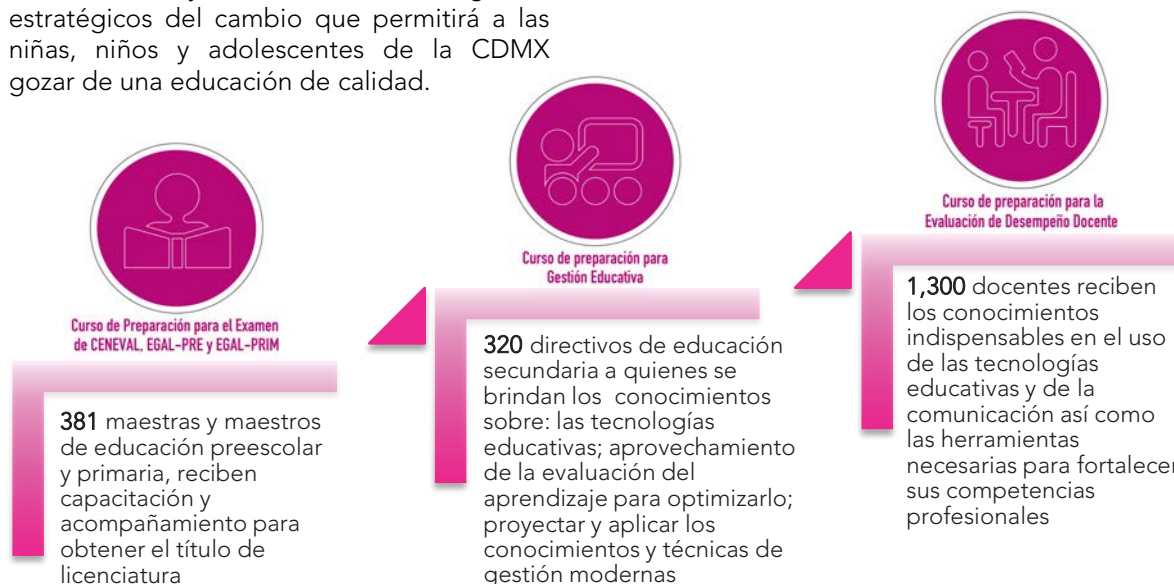 estratégicos del cambio que permitirá a las
niñas, niños y adolescentes de la CDMX
gozar de una educación de calidad.
Curso de Preparación para el Examen
de CENEVAL, EGAL-PRE y EGAL-PRIM
381 maestras y maestros
de educación preescolar
y primaria, reciben
capacitación y
acompañamiento para
obtener el título de
licenciatura
Curso de preparación para
Gestión Educativa
320 directivos de educación
secundaria a quienes se
brindan los conocimientos
sobre: las tecnologías
educativas; aprovechamiento
de la evaluación del
aprendizaje para optimizarlo;
proyectar y aplicar los
conocimientos y técnicas de
gestión modernas
Curso de preparación para la
Evaluación de Desempeño Docente
1,300 docentes reciben
los conocimientos
indispensables en el uso
de las tecnologías
educativas y de la
comunicación así como
las herramientas
necesarias para fortalecer
sus competencias
profesionales